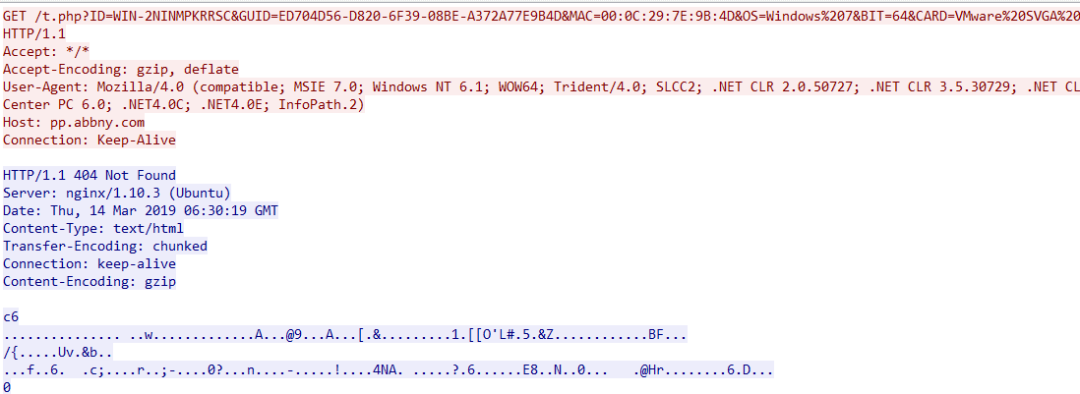 GET /t.php?ID=WIN-2NINMPKRRSC&GUID=ED704D56-D820-6F39-08BE-A372A77E9B4D&MAC=00:0C:29:7E:9B:4D&OS=Windows%207&BIT=64&CARD=VMware%20SVGA%20
HTTP/1.1
Accept: */*
Accept-Encoding: gzip, deflate
User-Agent: Mozilla/4.0 (compatible; MSIE 7.0; Windows NT 6.1; WOW64; Trident/4.0; SLCC2; .NET CLR 2.0.50727; .NET CLR 3.5.30729; .NET CL
Center PC 6.0; .NET4.0C; .NET4.0E; InfoPath.2)
Host: pp.abbny.com
Connection: Keep-Alive
HTTP/1.1 404 Not Found
Server: nginx/1.10.3 (Ubuntu)
Date: Thu, 14 Mar 2019 06:30:19 GMT
Content-Type: text/html
Transfer-Encoding: chunked
Connection: keep-alive
Content-Encoding: gzip
c6
............... ..w.............A...@9...A...[.&.........1.[[O'L#.5.&Z............BF...
/{.....Uv.&b..
...f..6. .c;....r..;-....0?...n....-.....!....4NA. .....?.6......E8..N..0... .@Hr........6.D...
0